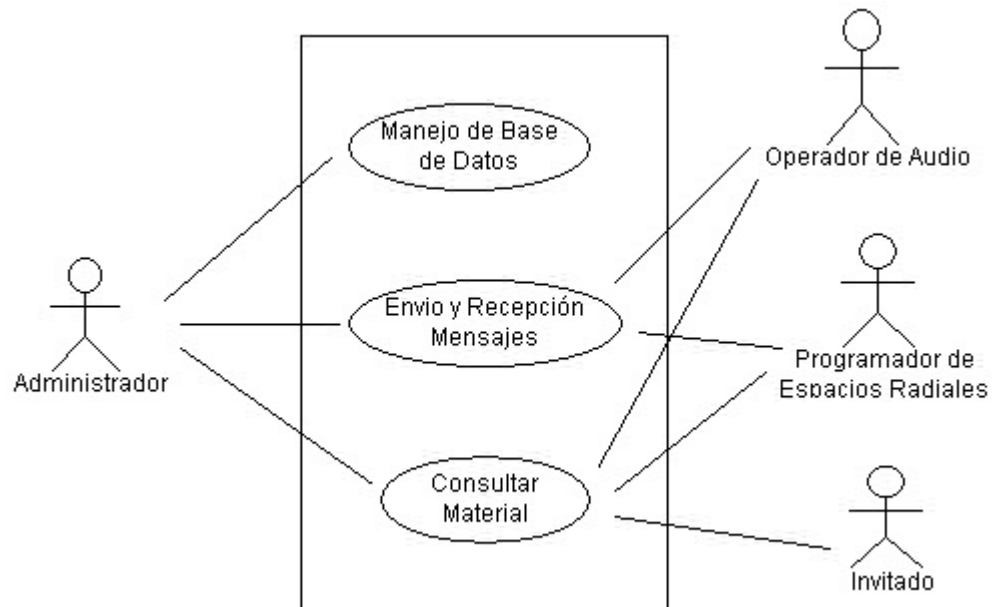 Manejo de Base
de Datos
Operador de Audio
Envio y Recepción
Mensajes
Administrador
Programador de
Espacios Radiales
Consultar
Material
Invitado